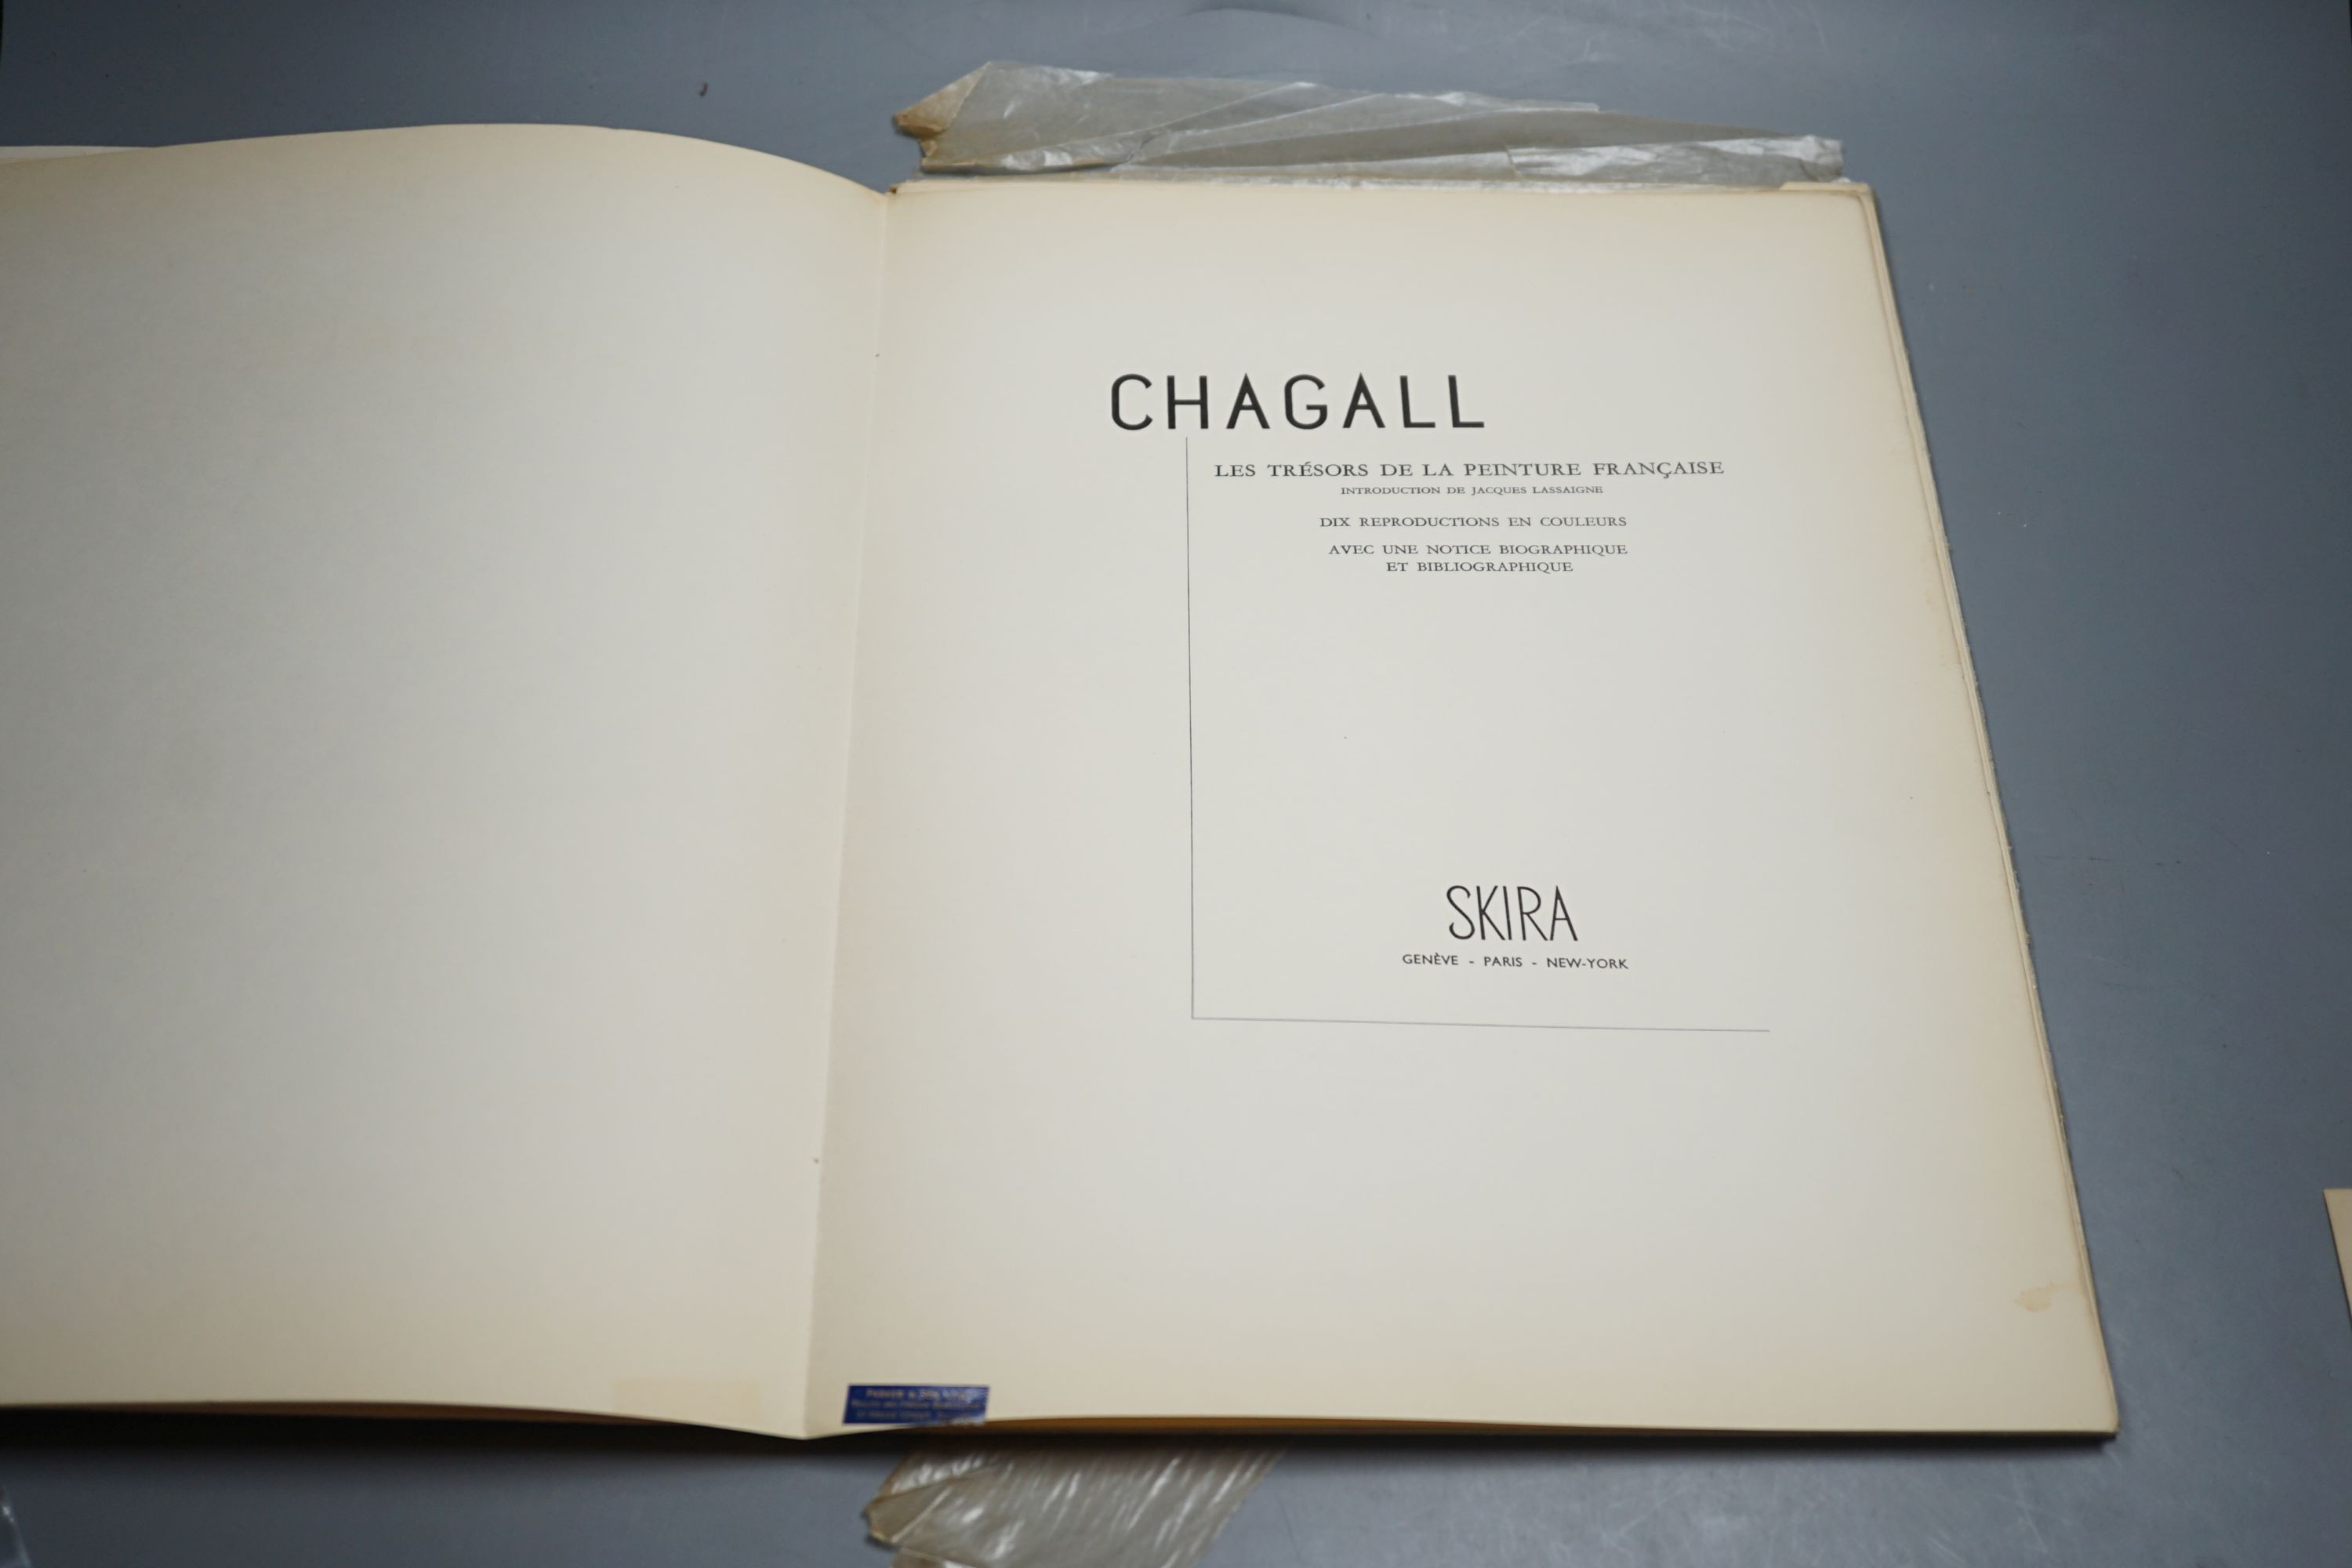 CHAGALL
LES TRÉSORS DE LA PEINTURE FRANÇAISE
INTRODUCTION DE JACQUES LASSAIGNE
DIX REPRODUCTIONS EN COULEURS
AVEC UNE NOTICE BIOGRAPHIQUE
ET BIBLIOGRAPHIQUE
SKIRA
GENÈVE - PARIS - NEW-YORK